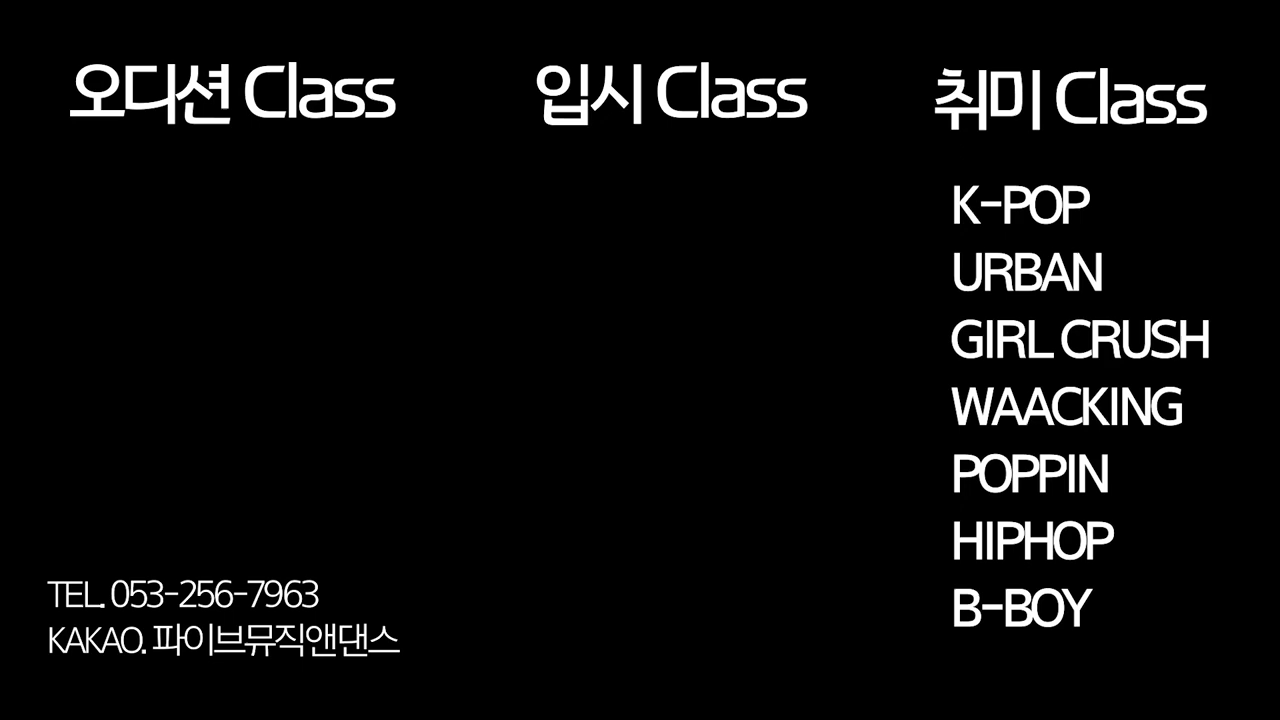 오디션 Class
입시 Class
취미 Class
K-POP
URBAN
GIRL CRUSH
WAACKING
POPPIN
HIPHOP
B-BOY
TEL. 053-256-7963
KAKAO. 파이브뮤직앤댄스